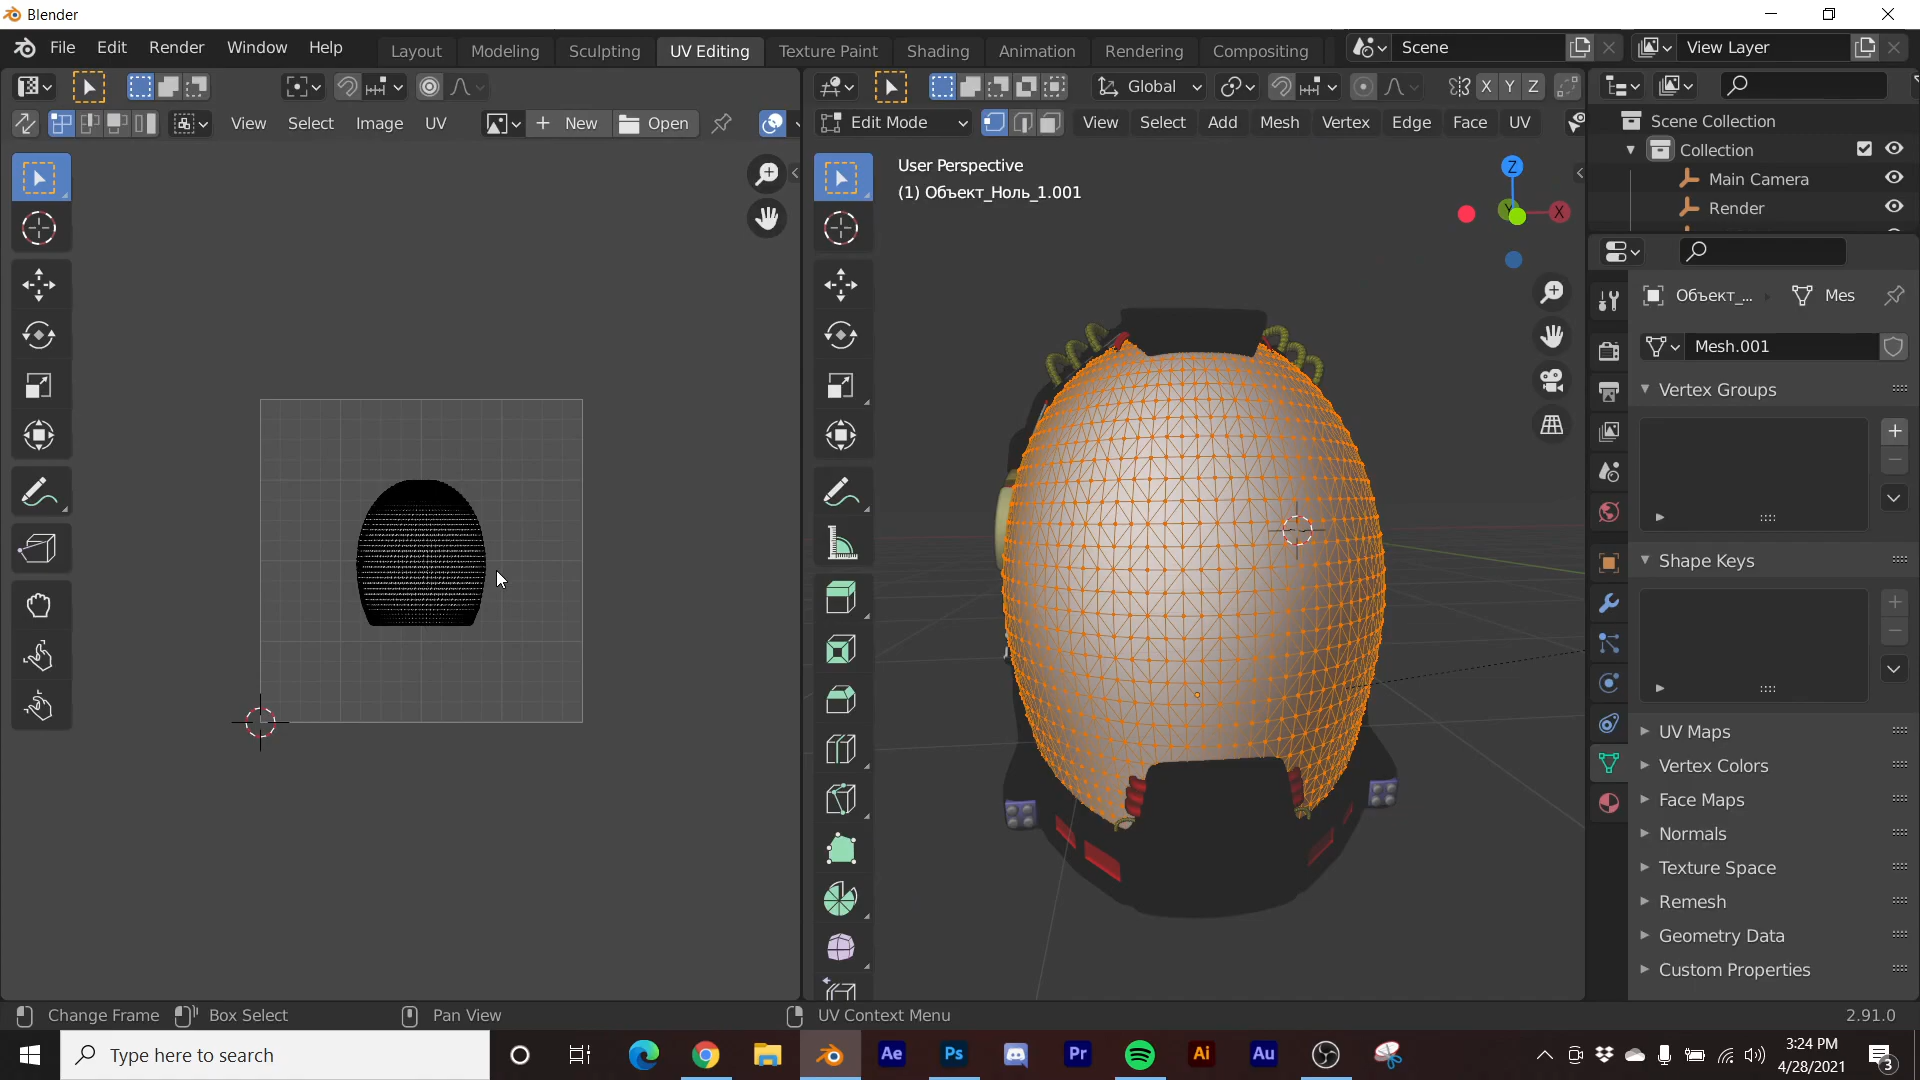 Blender
File Edit Render Window Help Layout Modeling Sculpting UV Editing Texture Paint Shading Animation Rendering Compositing Scene View Layer
Global X Y Z
View Select Image UV New Open Edit Mode View Select Add Mesh Vertex Edge Face UV
User Perspective
(1) Объект_Ноль_1.001
Z
Y X
Scene Collection
Collection
Main Camera
Render
Объект_... Mes
Mesh.001
Vertex Groups
Shape Keys
UV Maps
Vertex Colors
Face Maps
Normals
Texture Space
Remesh
Geometry Data
Custom Properties
Change Frame Box Select Pan View UV Context Menu 2.91.0
Type here to search
Ae Ps Pr Ai Au
3:24 PM
4/28/2021
3